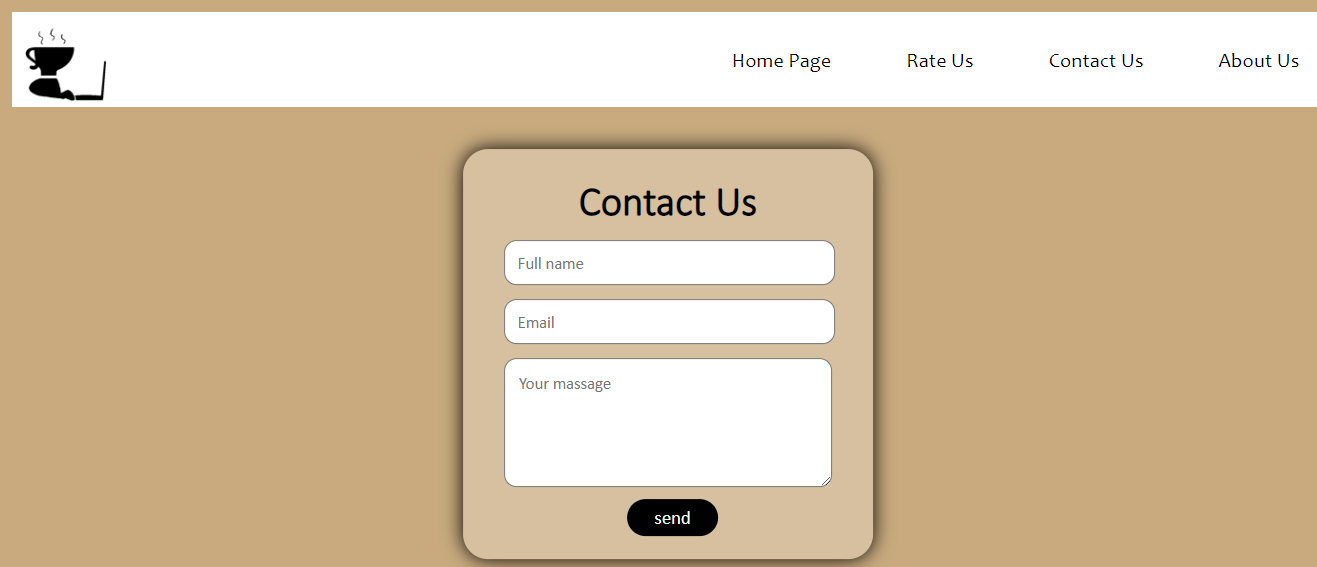 Home Page Rate Us Contact Us About Us
Contact Us
Full name
Email
Your massage
send